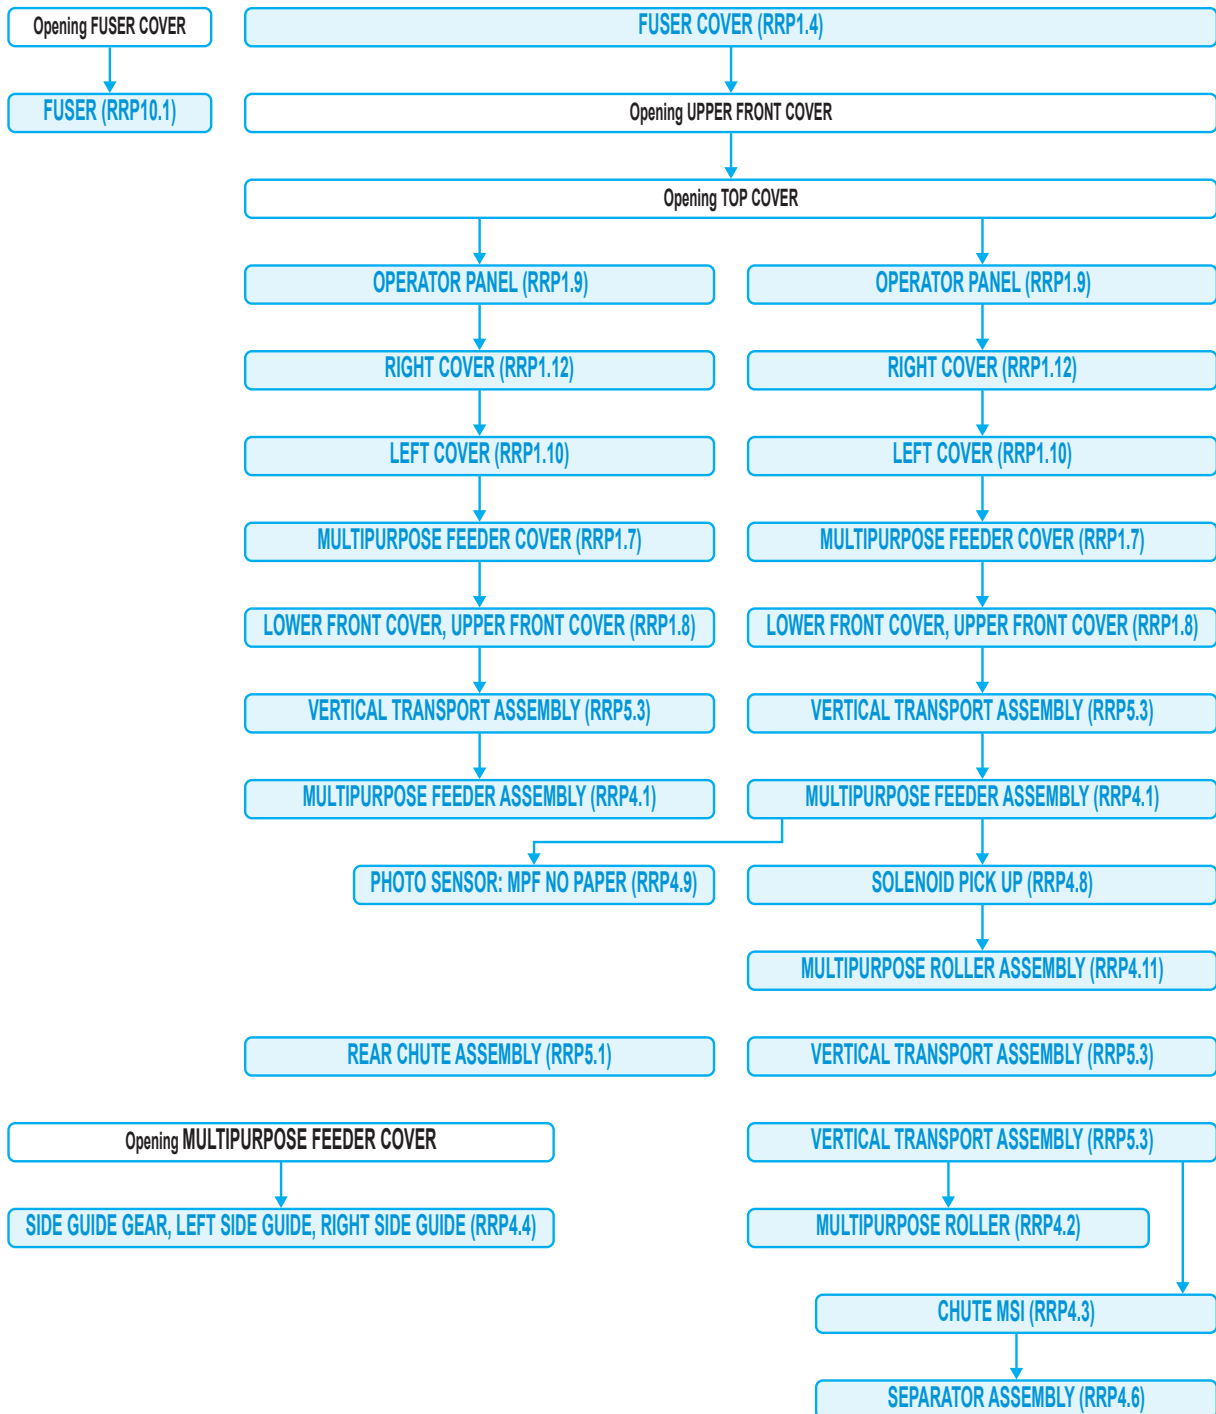 Opening FUSER COVER
FUSER COVER (RRP1.4)
FUSER (RRP10.1)
Opening UPPER FRONT COVER
Opening TOP COVER
OPERATOR PANEL (RRP1.9)
OPERATOR PANEL (RRP1.9)
RIGHT COVER (RRP1.12)
RIGHT COVER (RRP1.12)
LEFT COVER (RRP1.10)
LEFT COVER (RRP1.10)
MULTIPURPOSE FEEDER COVER (RRP1.7)
MULTIPURPOSE FEEDER COVER (RRP1.7)
LOWER FRONT COVER, UPPER FRONT COVER (RRP1.8)
LOWER FRONT COVER, UPPER FRONT COVER (RRP1.8)
VERTICAL TRANSPORT ASSEMBLY (RRP5.3)
VERTICAL TRANSPORT ASSEMBLY (RRP5.3)
MULTIPURPOSE FEEDER ASSEMBLY (RRP4.1)
MULTIPURPOSE FEEDER ASSEMBLY (RRP4.1)
PHOTO SENSOR: MPF NO PAPER (RRP4.9)
SOLENOID PICK UP (RRP4.8)
MULTIPURPOSE ROLLER ASSEMBLY (RRP4.11)
REAR CHUTE ASSEMBLY (RRP5.1)
VERTICAL TRANSPORT ASSEMBLY (RRP5.3)
Opening MULTIPURPOSE FEEDER COVER
VERTICAL TRANSPORT ASSEMBLY (RRP5.3)
SIDE GUIDE GEAR, LEFT SIDE GUIDE, RIGHT SIDE GUIDE (RRP4.4)
MULTIPURPOSE ROLLER (RRP4.2)
CHUTE MSI (RRP4.3)
SEPARATOR ASSEMBLY (RRP4.6)